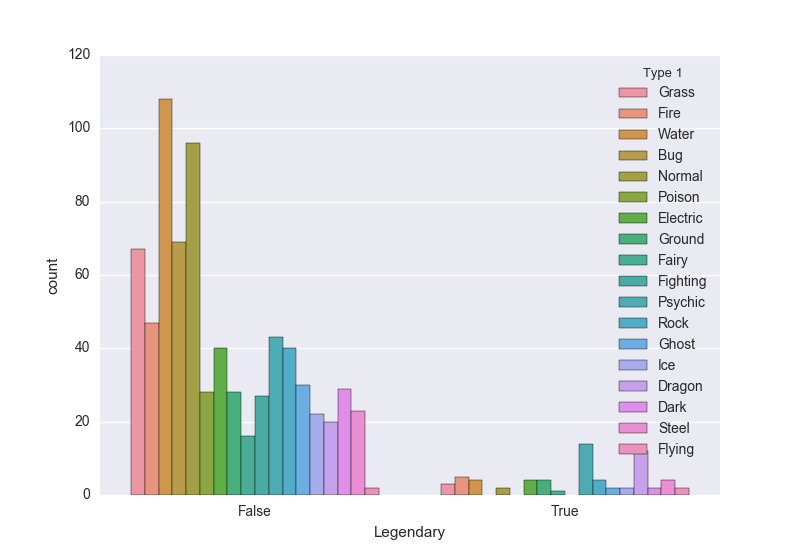 120
100
80
60
40
20
0
count
False
True
Legendary
Type 1
Grass
Fire
Water
Bug
Normal
Poison
Electric
Ground
Fairy
Fighting
Psychic
Rock
Ghost
Ice
Dragon
Dark
Steel
Flying